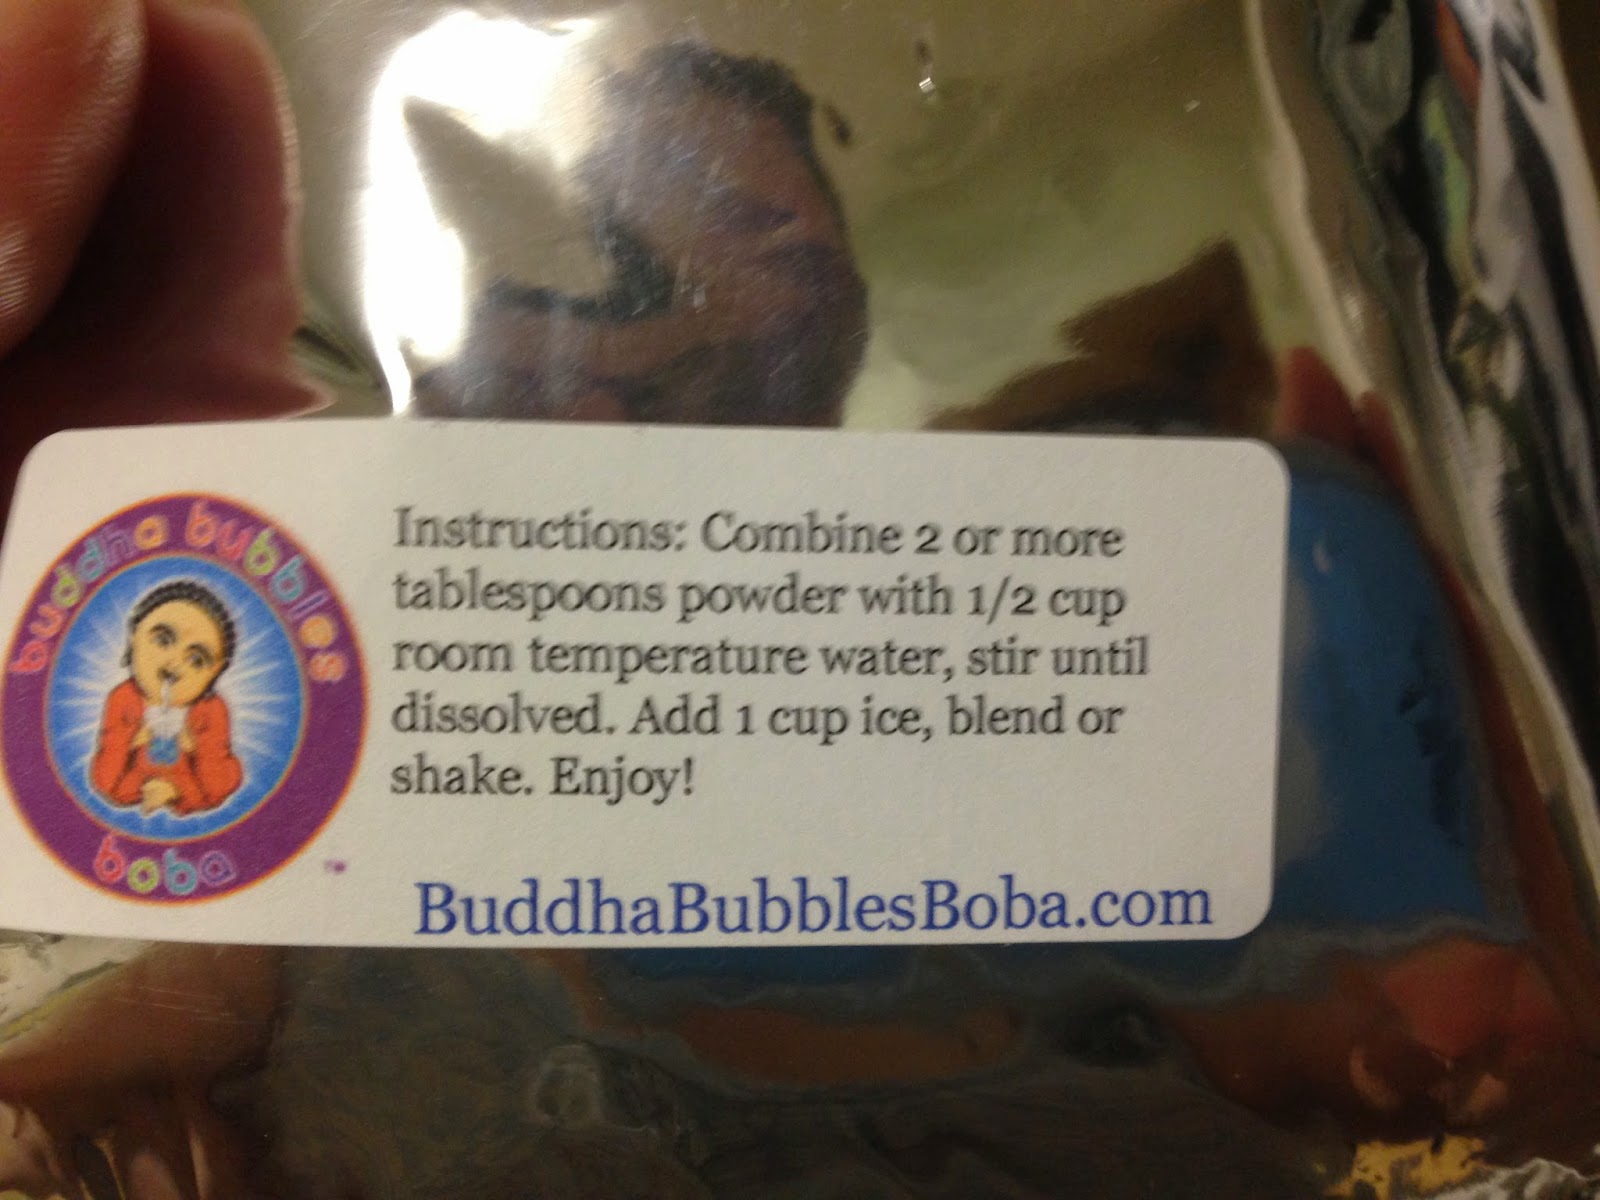 buddha bubbles
boba
™
Instructions: Combine 2 or more
tablespoons powder with 1/2 cup
room temperature water, stir until
dissolved. Add 1 cup ice, blend or
shake. Enjoy!
BuddhaBubblesBoba.com